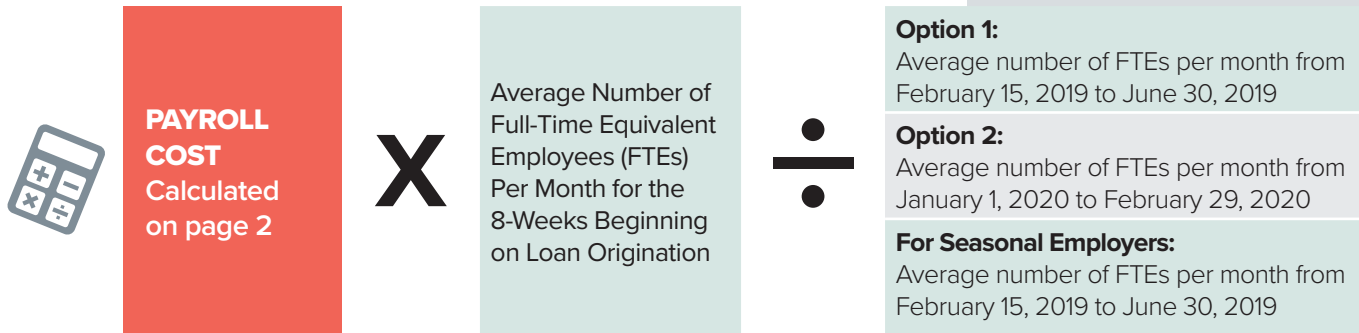 PAYROLL
COST
Calculated
on page 2
X
Average Number of
Full-Time Equivalent
Employees (FTEs)
Per Month for the
8-Weeks Beginning
on Loan Origination
÷
Option 1:
Average number of FTEs per month from
February 15, 2019 to June 30, 2019
Option 2:
Average number of FTEs per month from
January 1, 2020 to February 29, 2020
For Seasonal Employers:
Average number of FTEs per month from
February 15, 2019 to June 30, 2019